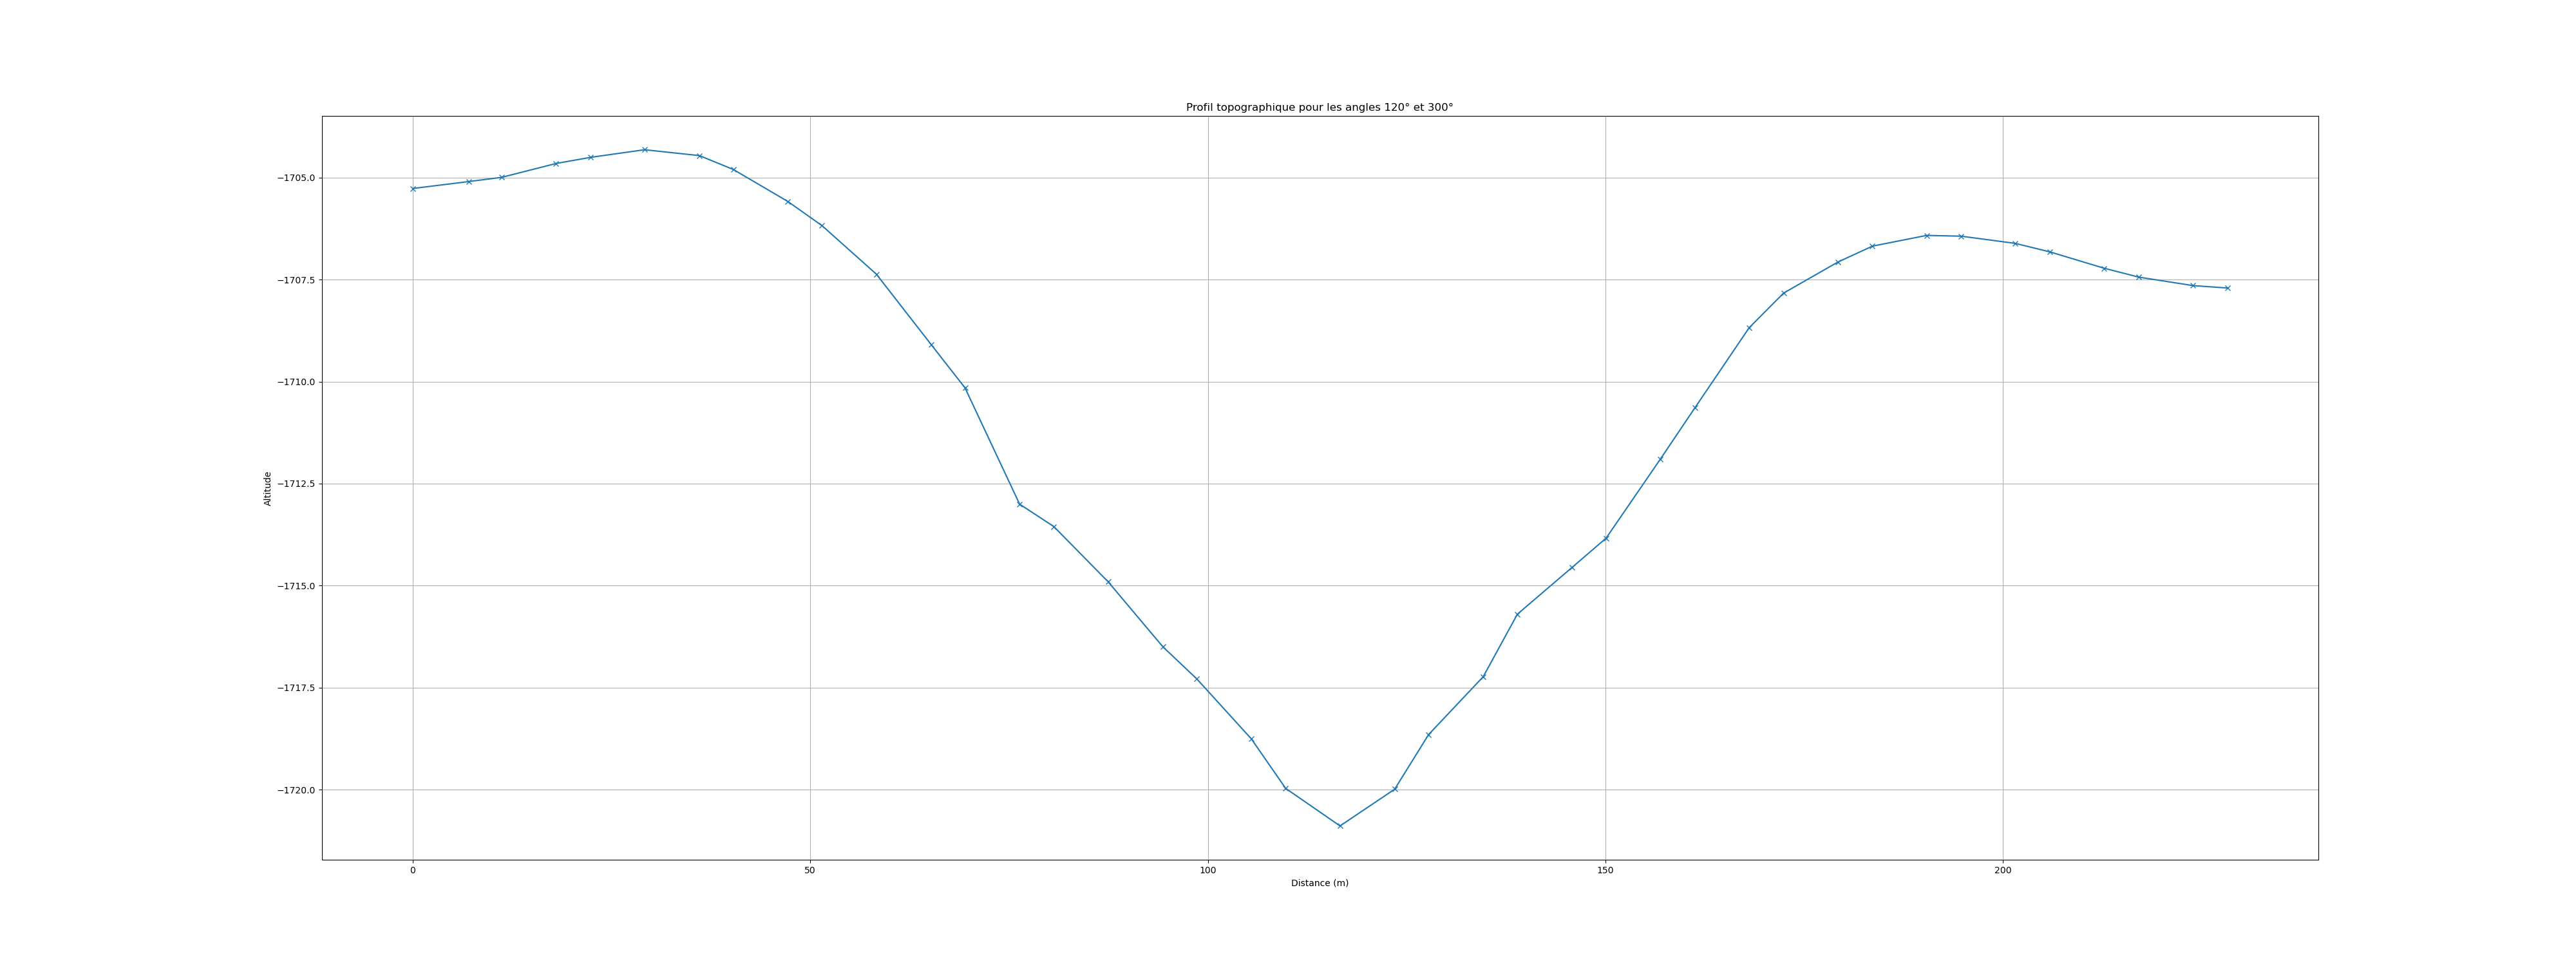 Profil topographique pour les angles 120° et 300°
−1705.0
−1707.5
−1710.0
−1712.5
Altitude
−1715.0
−1717.5
−1720.0
0 50 100 150 200
Distance (m)